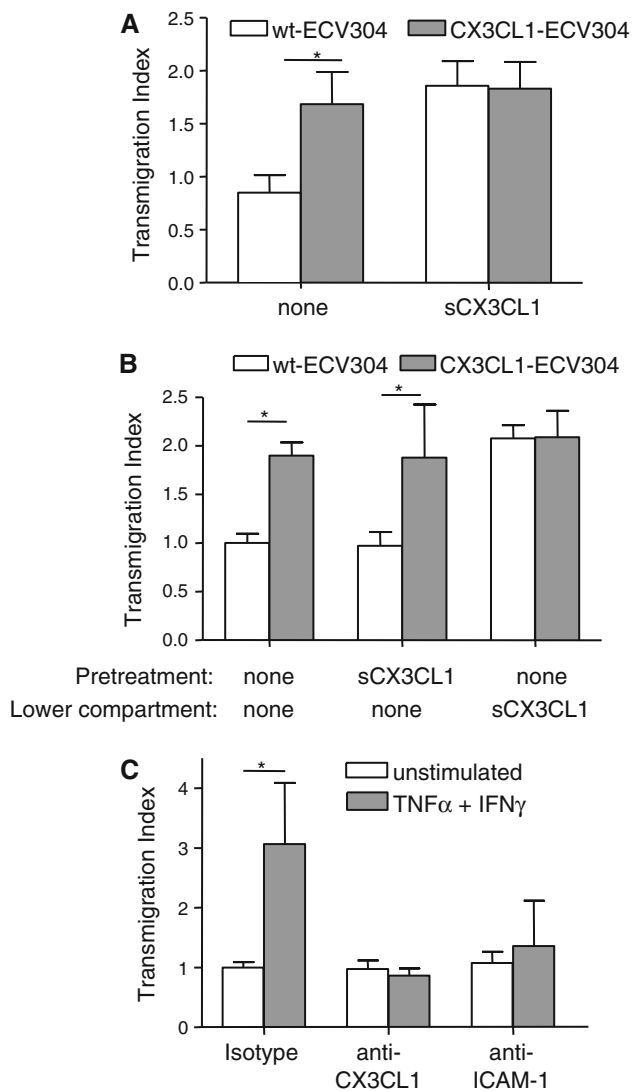 A
wt-ECV304 CX3CL1-ECV304
2.5
2.0
1.5
1.0
0.5
0.0
Transmigration Index
*
none sCX3CL1
B
wt-ECV304 CX3CL1-ECV304
2.5
2.0
1.5
1.0
0.5
0.0
Transmigration Index
* *
Pretreatment: none sCX3CL1 none
Lower compartment: none none sCX3CL1
C
unstimulated
TNFα + IFNγ
4
3
2
1
0
Transmigration Index
*
Isotype anti- anti-
CX3CL1 ICAM-1